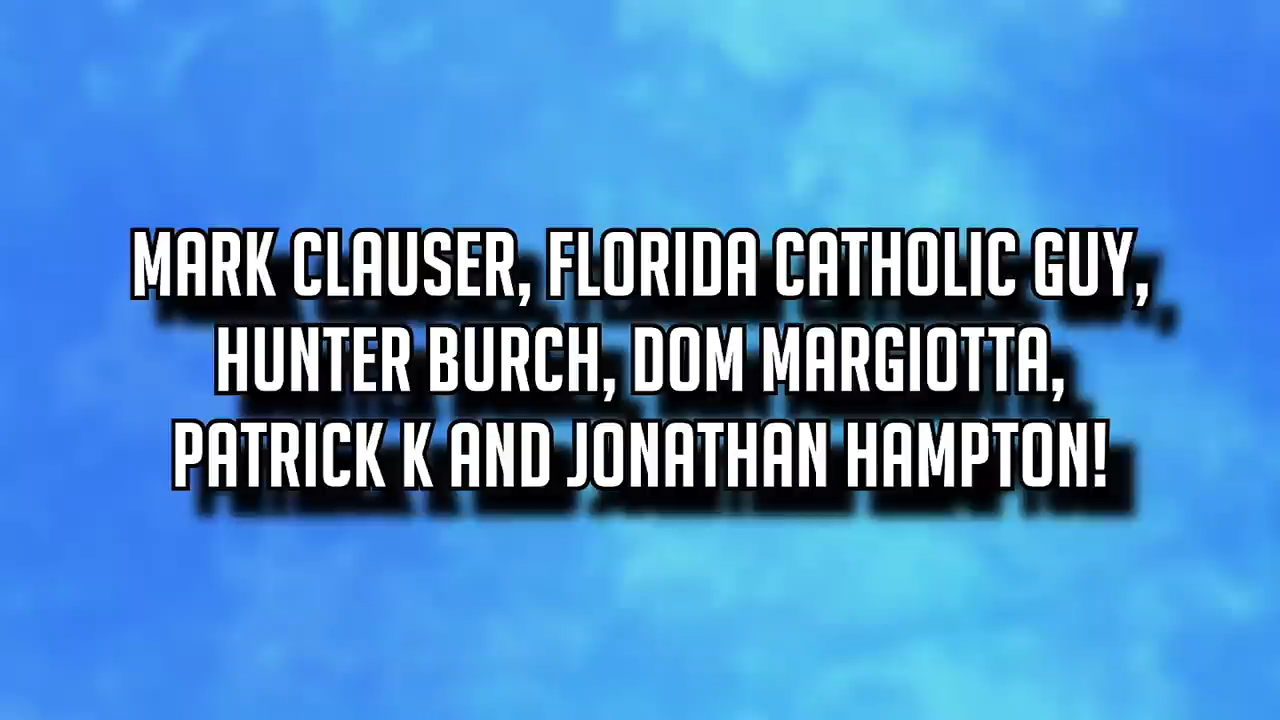 MARK CLAUSER, FLORIDA CATHOLIC GUY,
HUNTER BURCH, DOM MARGIOTTA,
PATRICK K AND JONATHAN HAMPTON!